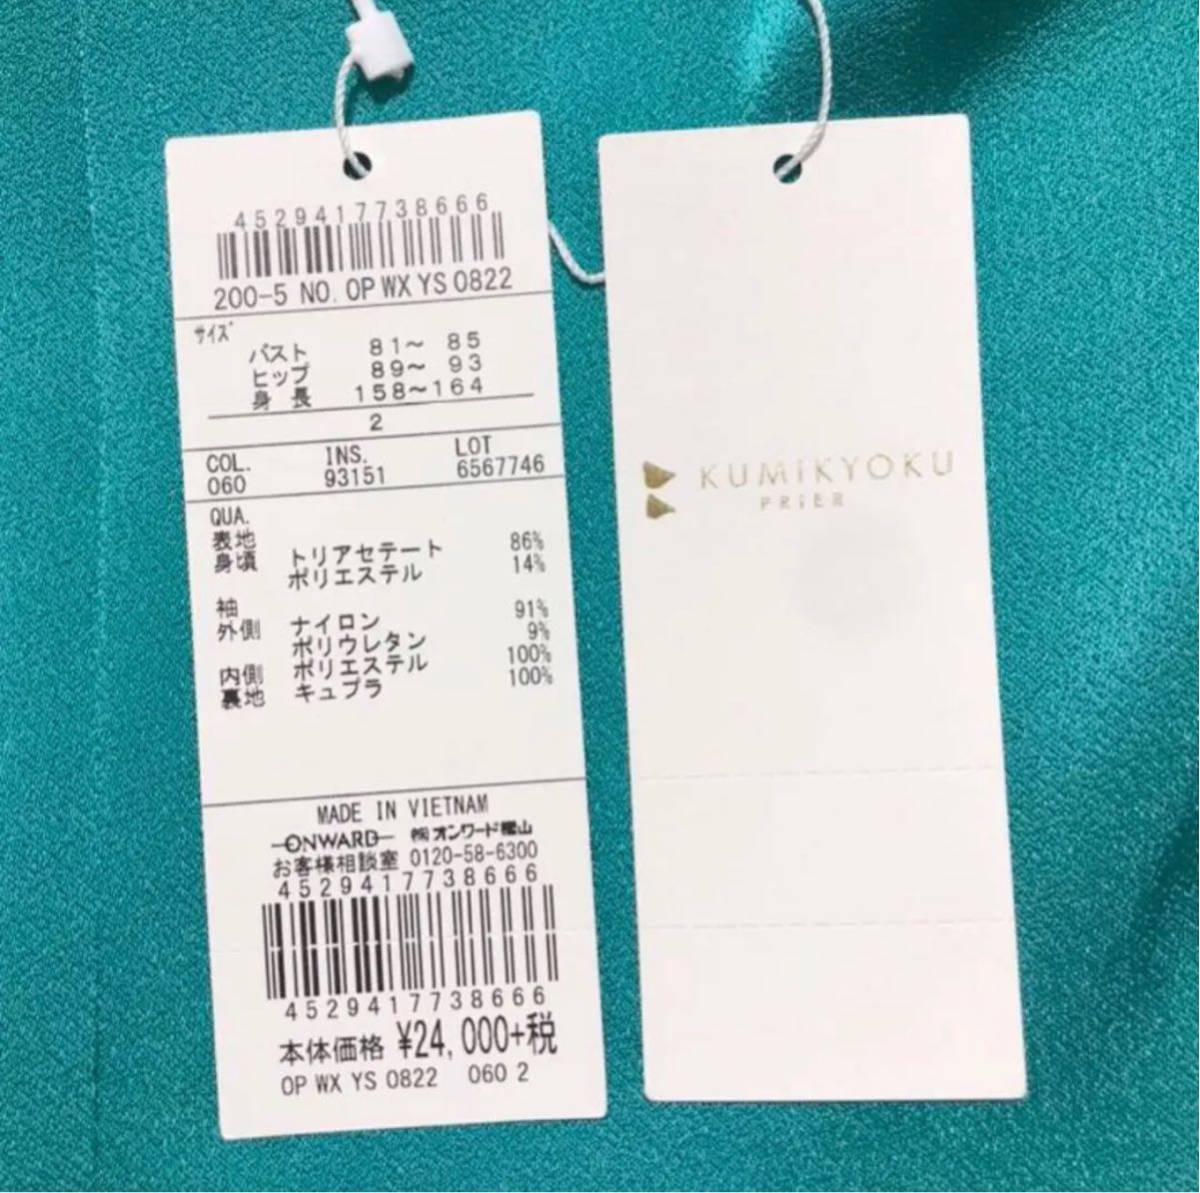 4529417738666
200-5 NO. OP WX YS 0822
サイズ
バスト 81～ 85
ヒップ 89～ 93
身 長 158～164
2
COL. INS. LOT
060 93151 6567746
QUA.
表地
身頃 トリアセテート 86%
ポリエステル 14%
袖
外側 ナイロン 91%
ポリウレタン 9%
内側 ポリエステル 100%
裏地 キュプラ 100%
MADE IN VIETNAM
ONWARD ㈱オンワード樫山
お客様相談室 0120-58-6300
4529417738666
4529417738666
本体価格 ¥24,000+税
OP WX YS 0822 060 2
KUMiKYOKU
PRiER